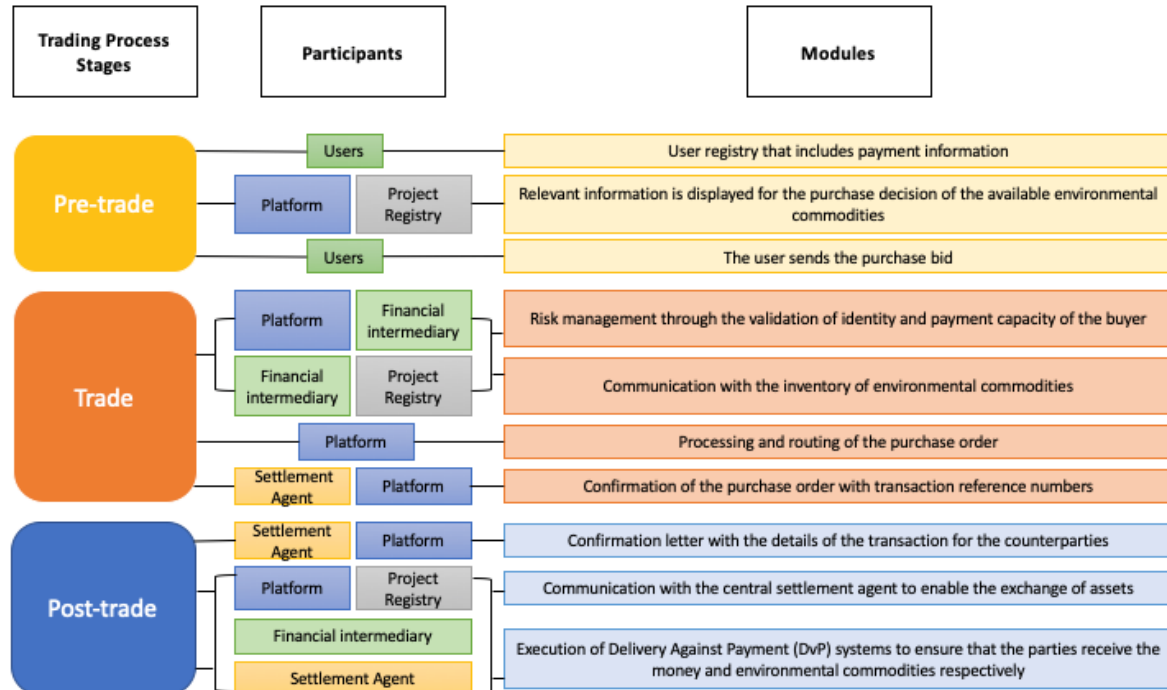 Trading Process
Stages
Participants
Modules
Pre-trade
Users
User registry that includes payment information
Platform
Project
Registry
Relevant information is displayed for the purchase decision of the available environmental
commodities
Users
The user sends the purchase bid
Trade
Platform
Financial
intermediary
Risk management through the validation of identity and payment capacity of the buyer
Financial
intermediary
Project
Registry
Communication with the inventory of environmental commodities
Platform
Processing and routing of the purchase order
Settlement
Agent
Platform
Confirmation of the purchase order with transaction reference numbers
Post-trade
Settlement
Agent
Platform
Confirmation letter with the details of the transaction for the counterparties
Platform
Project
Registry
Communication with the central settlement agent to enable the exchange of assets
Financial intermediary
Settlement Agent
Execution of Delivery Against Payment (DvP) systems to ensure that the parties receive the
money and environmental commodities respectively